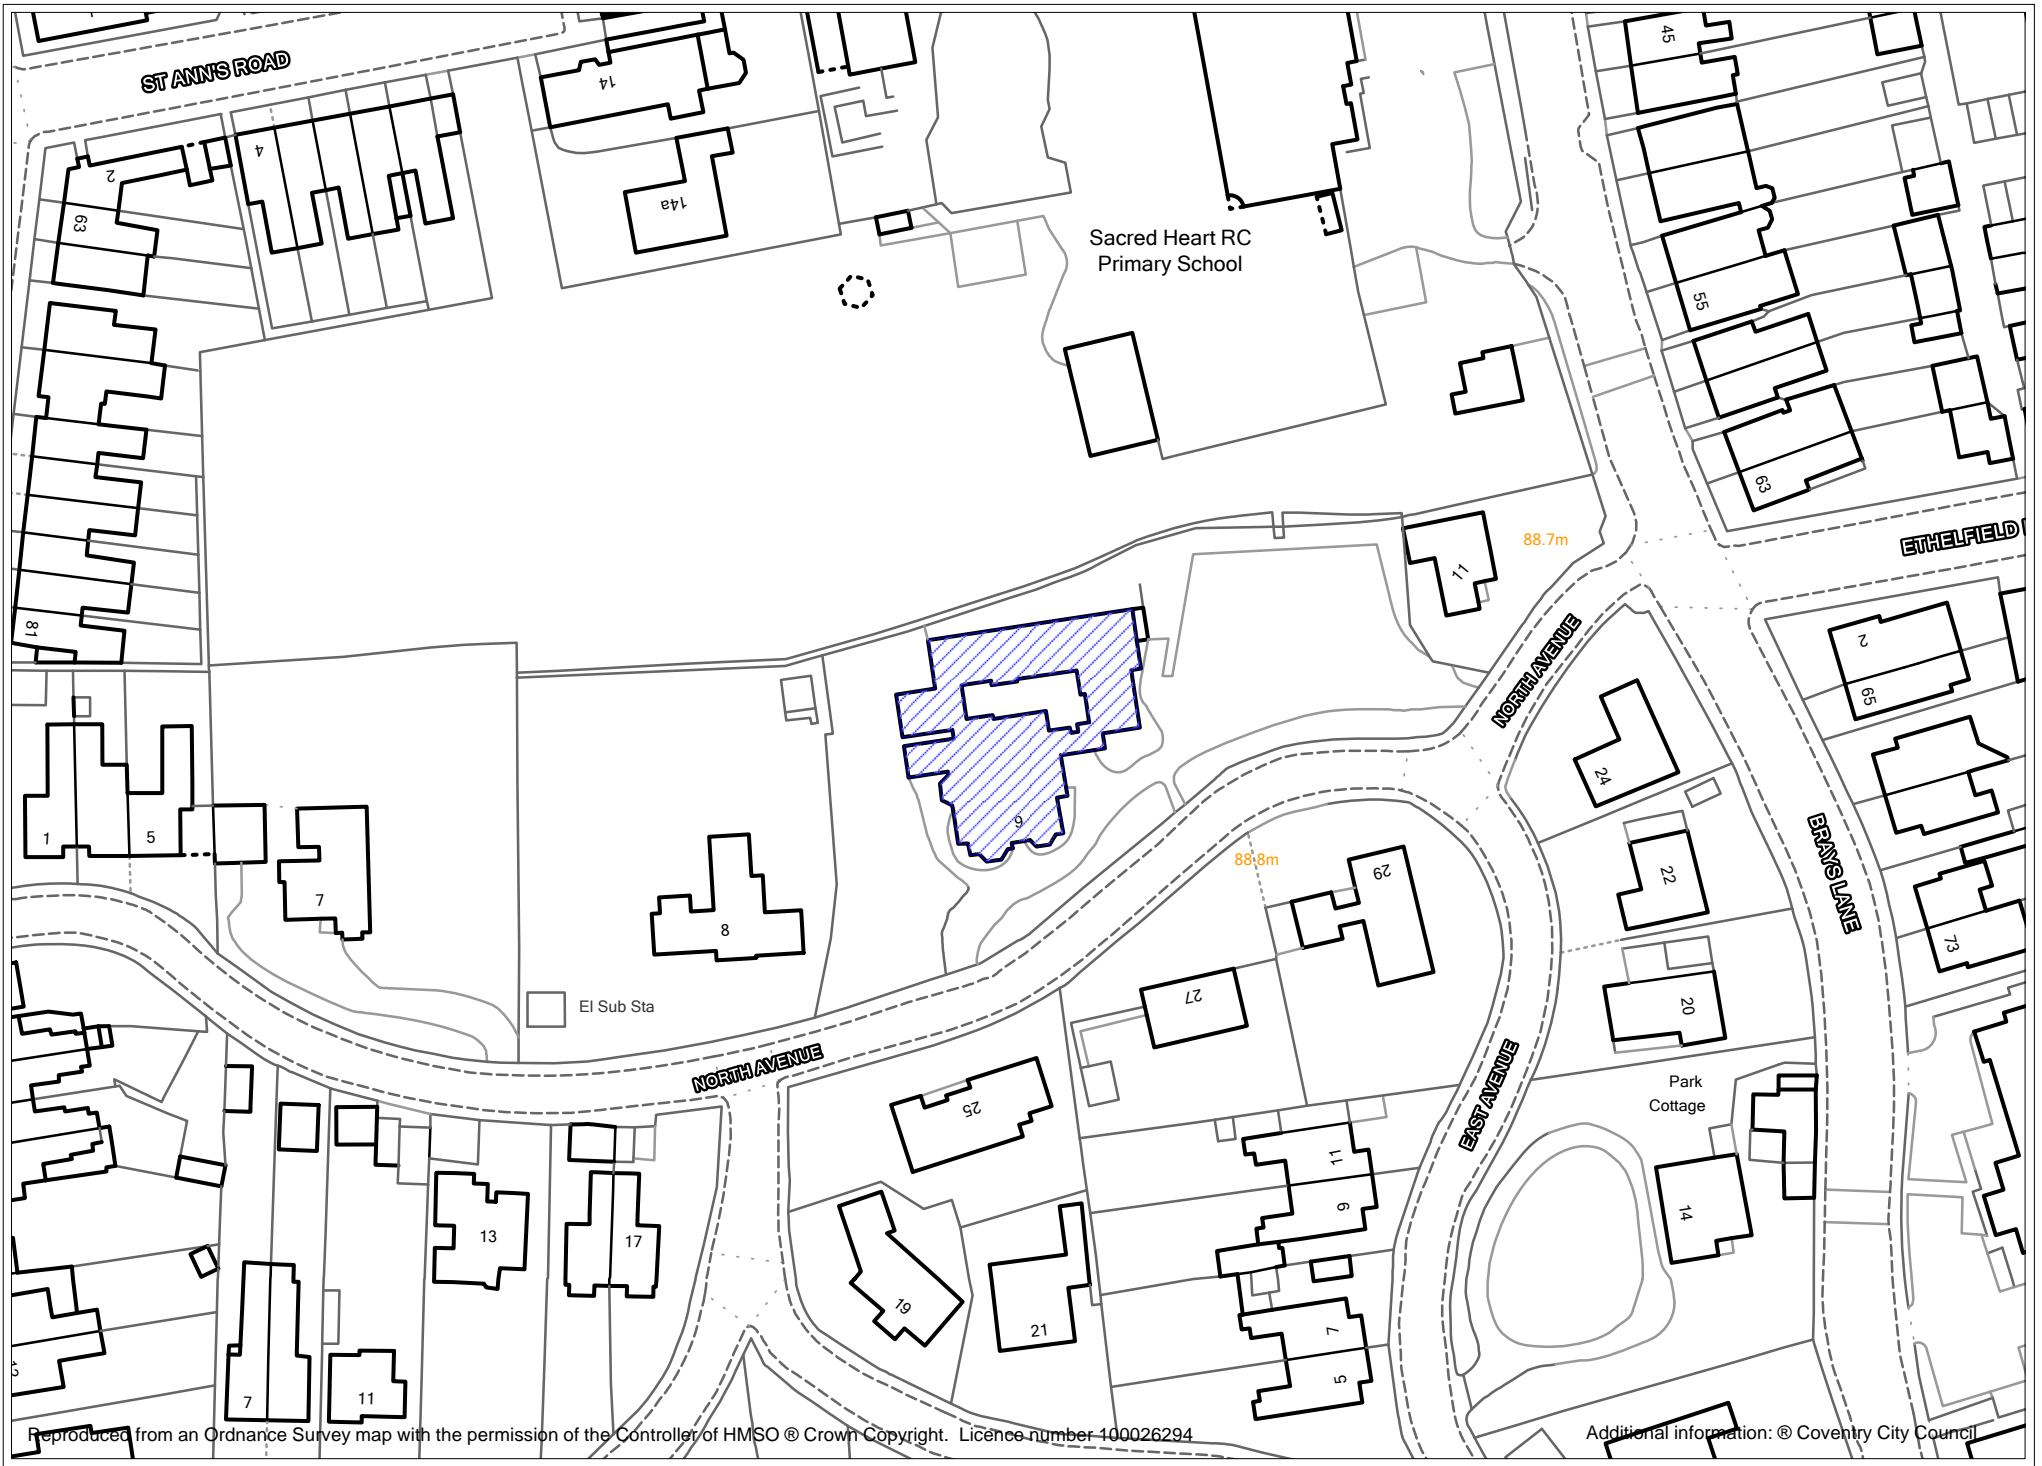 ST ANN'S ROAD
14
45
4
2
14a
63
Sacred Heart RC
Primary School
55
63
88.7m
ETHELFIELD
11
81
2
NORTH AVENUE
65
24
1
5
9
BRAYS LANE
88.8m
29
22
7
8
73
27
20
El Sub Sta
NORTH AVENUE
EAST AVENUE
Park
Cottage
25
11
9
14
13
17
19
21
7
5
7
11
Reproduced from an Ordnance Survey map with the permission of the Controller of HMSO ® Crown Copyright. Licence number 100026294
Additional information: ® Coventry City Council